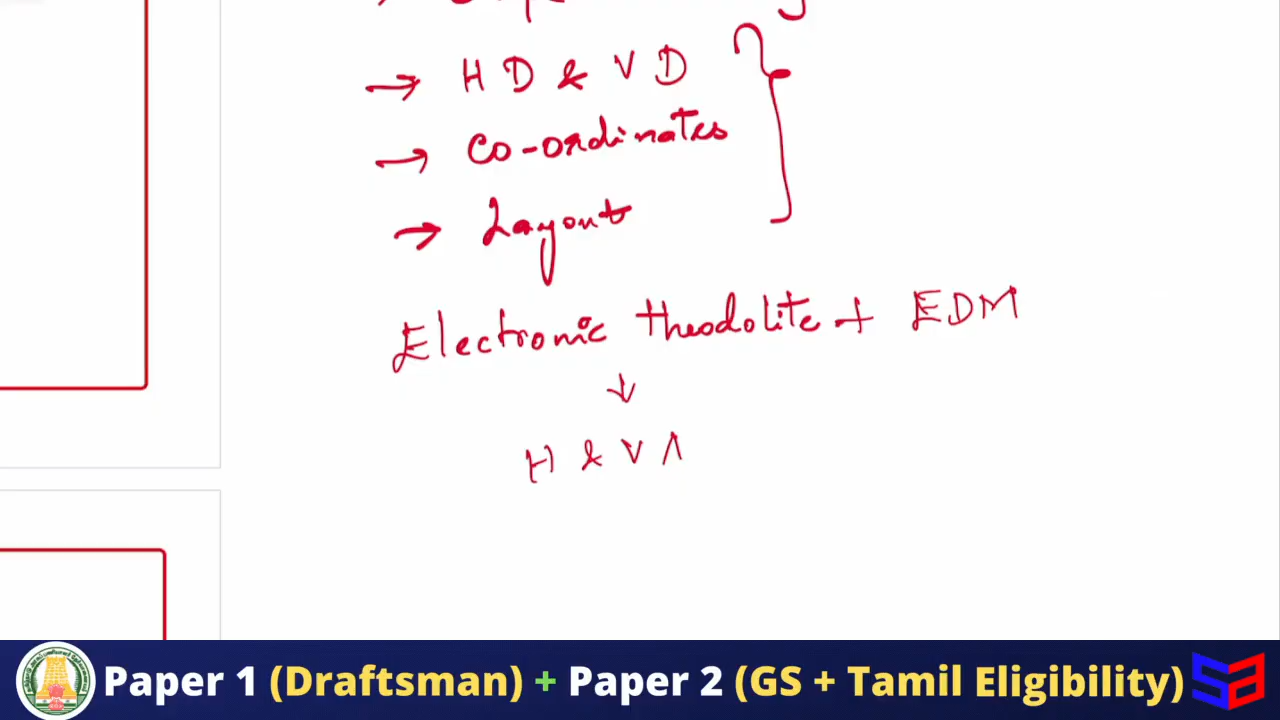 → H D & V D
→ Co-ordinates
→ Layout
Electronic theodolite + EDM
↓
H & V A
Paper 1 (Draftsman) + Paper 2 (GS + Tamil Eligibility)